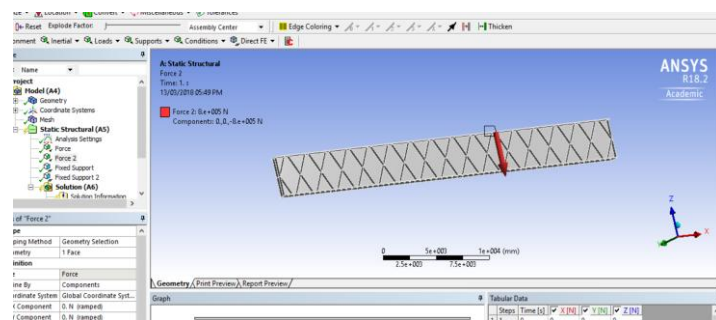 Reset Explode Factor: Assembly Center Edge Coloring Thicken
Inertial Loads Supports Conditions Direct FE
Name
Model (A4)
Geometry
Coordinate Systems
Mesh
Static Structural (A5)
Analysis Settings
Force
Force 2
Fixed Support
Fixed Support 2
Solution (A6)
Solution Information
of "Force 2"
Geometry Selection
1 Face
Force
Components
Global Coordinate Syst...
Component 0. N (ramped)
Component 0. N (ramped)
A: Static Structural
Force 2
Time: 1. s
13/03/2018 05:49 PM
Force 2: 8.e+005 N
Components: 0.,0.,-8.e+005 N
ANSYS
R18.2
Academic
Z
X
Y
0 5e+003 1e+004 (mm)
2.5e+003 7.5e+003
Geometry Print Preview Report Preview
Graph
Tabular Data
Steps Time [s] X [N] Y [N] Z [N]